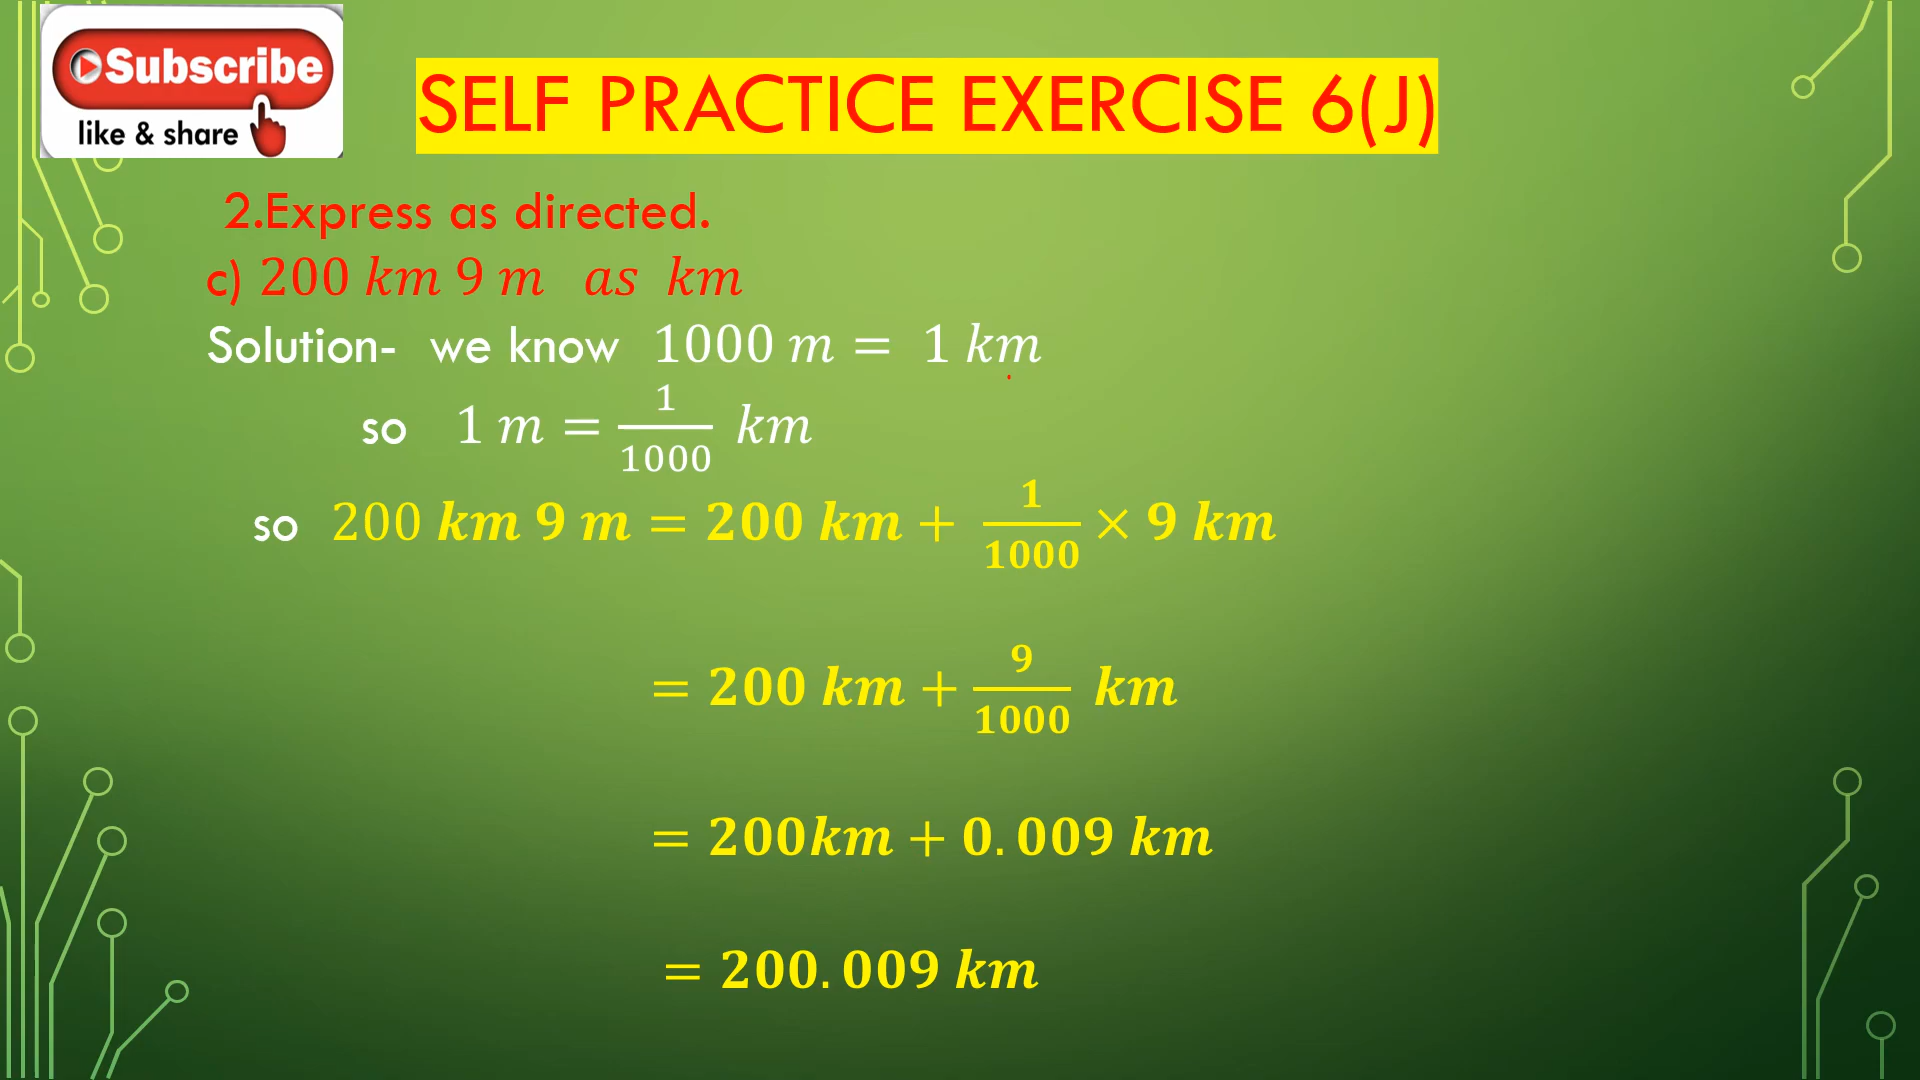 Subscribe
like & share
SELF PRACTICE EXERCISE 6(J)
2.Express as directed.
c) 200 km 9 m as km
Solution- we know 1000 m = 1 km
so 1 m = 1/1000 km
so 200 km 9 m = 200 km + 1/1000 × 9 km
= 200 km + 9/1000 km
= 200km + 0.009 km
= 200.009 km